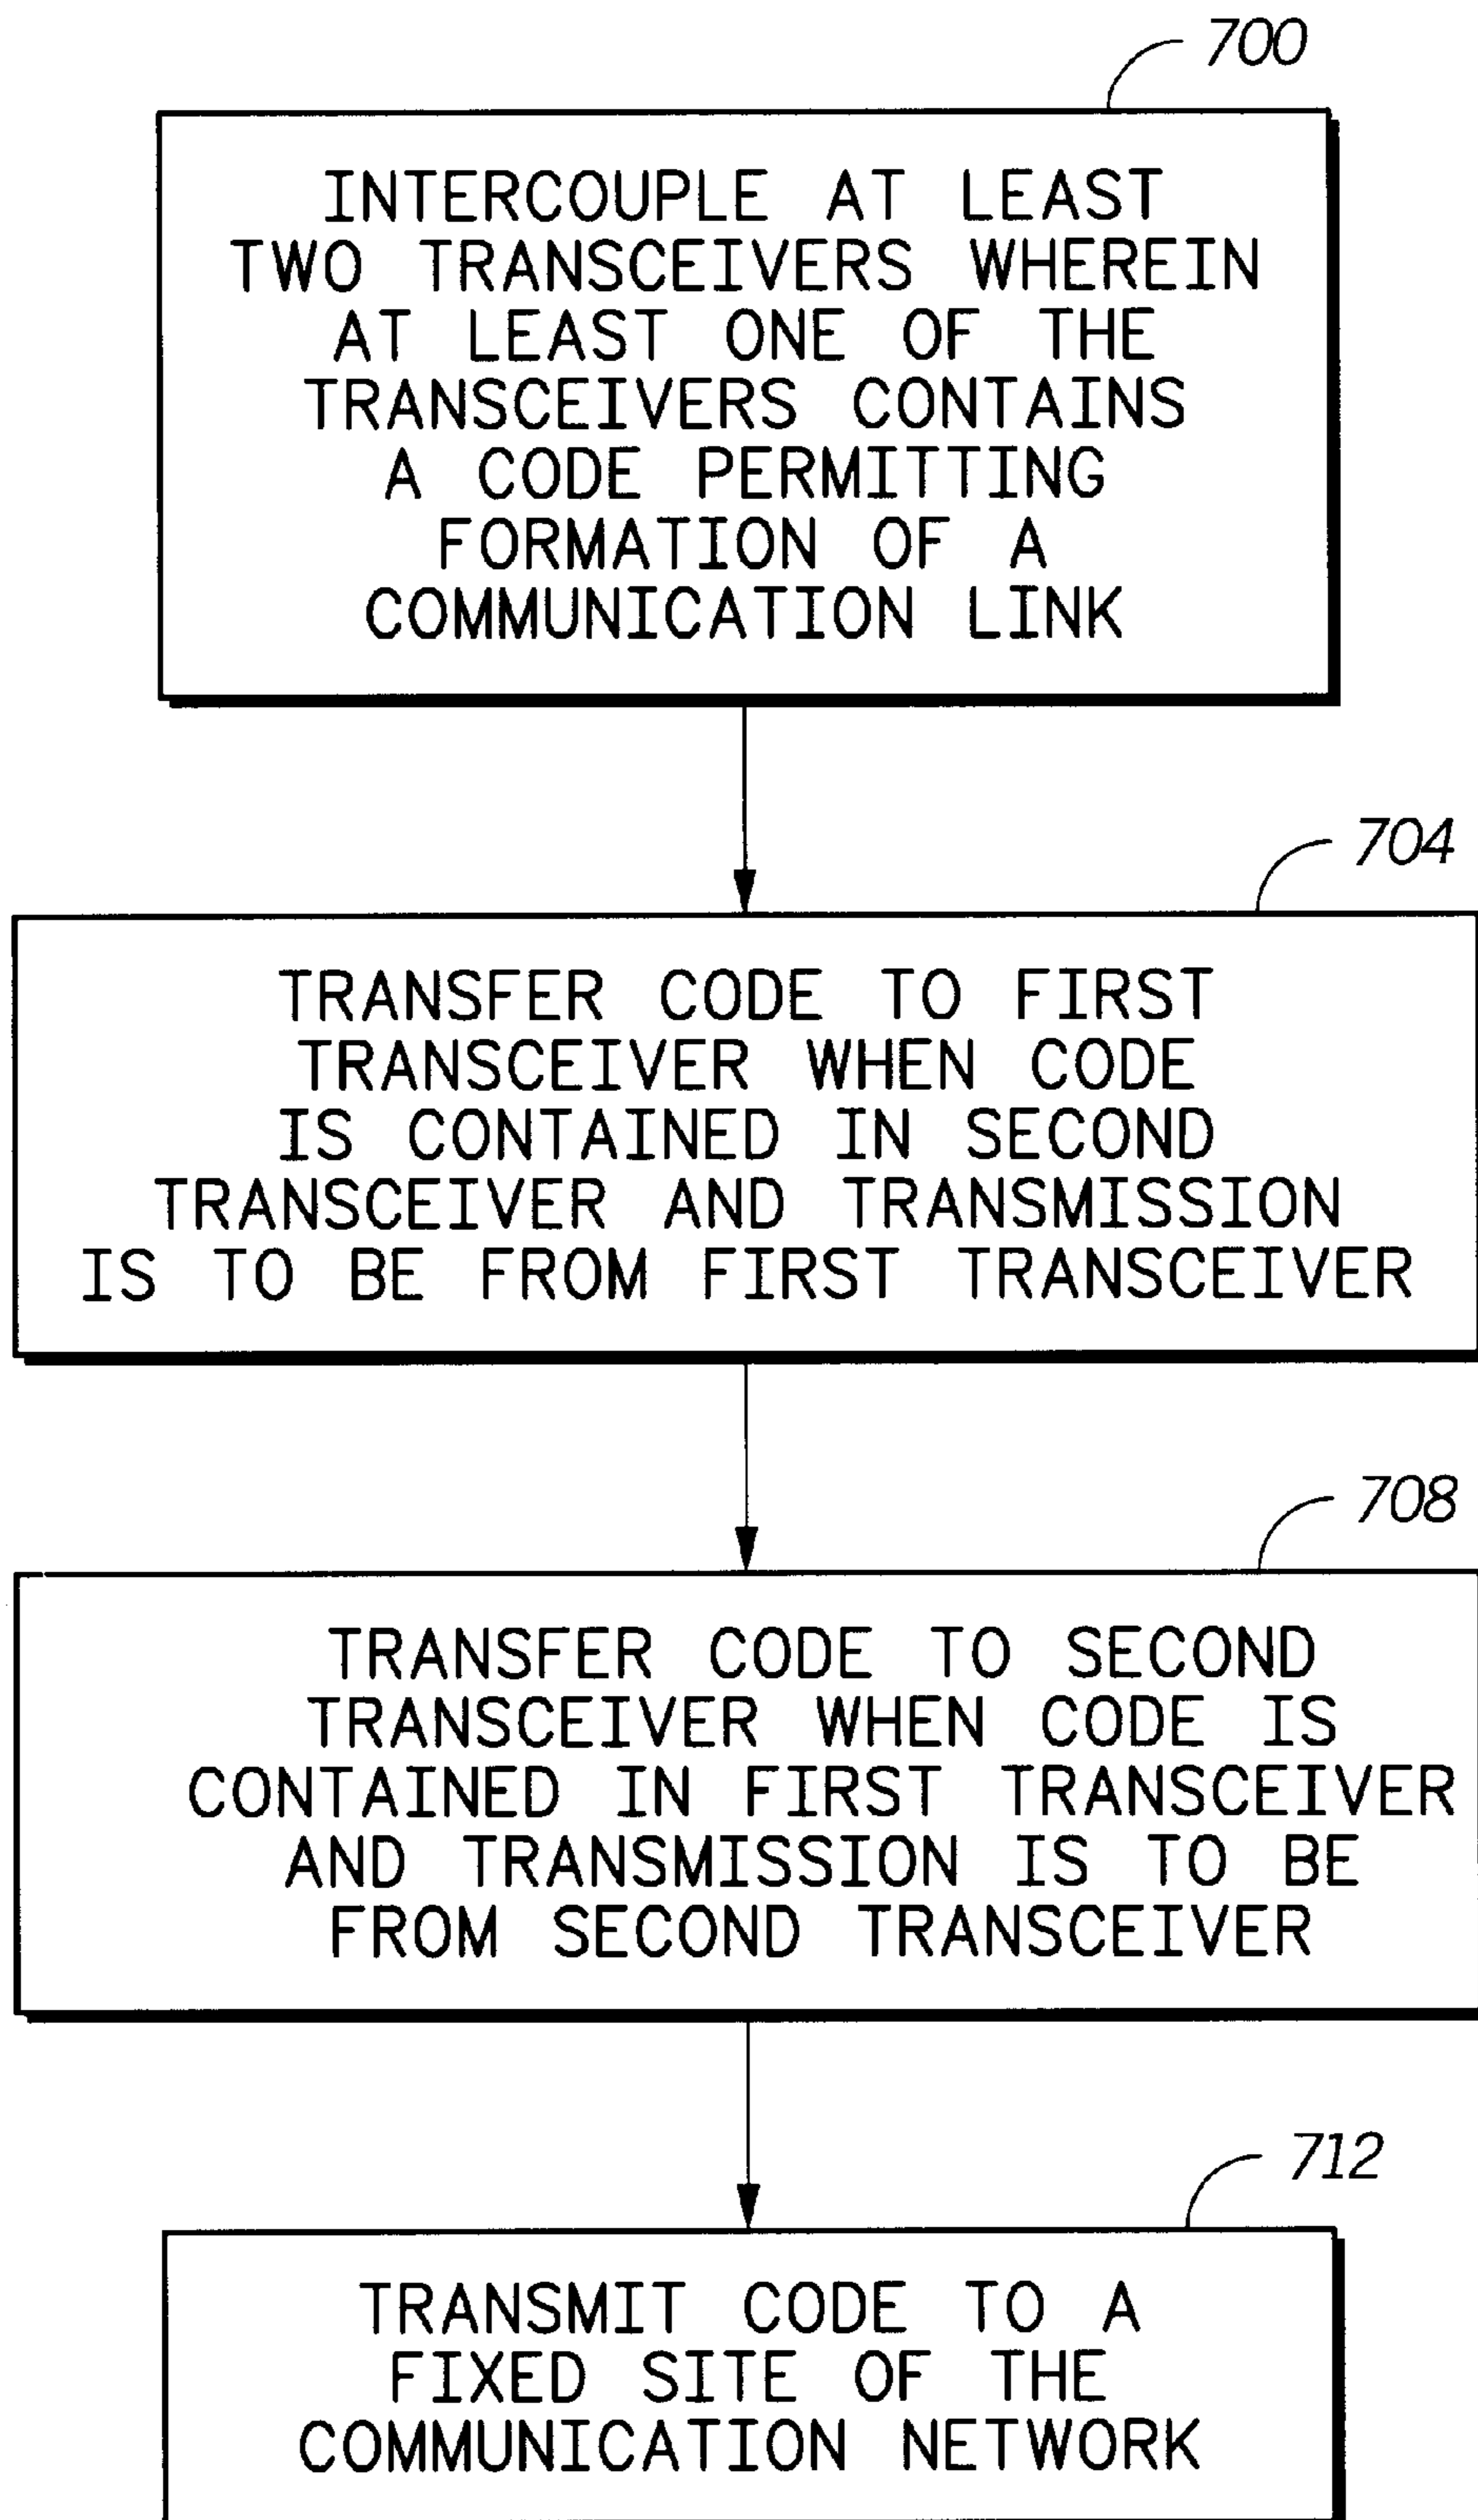 700
INTERCOUPLE AT LEAST
TWO TRANSCEIVERS WHEREIN
AT LEAST ONE OF THE
TRANSCEIVERS CONTAINS
A CODE PERMITTING
FORMATION OF A
COMMUNICATION LINK
704
TRANSFER CODE TO FIRST
TRANSCEIVER WHEN CODE
IS CONTAINED IN SECOND
TRANSCEIVER AND TRANSMISSION
IS TO BE FROM FIRST TRANSCEIVER
708
TRANSFER CODE TO SECOND
TRANSCEIVER WHEN CODE IS
CONTAINED IN FIRST TRANSCEIVER
AND TRANSMISSION IS TO BE
FROM SECOND TRANSCEIVER
712
TRANSMIT CODE TO A
FIXED SITE OF THE
COMMUNICATION NETWORK